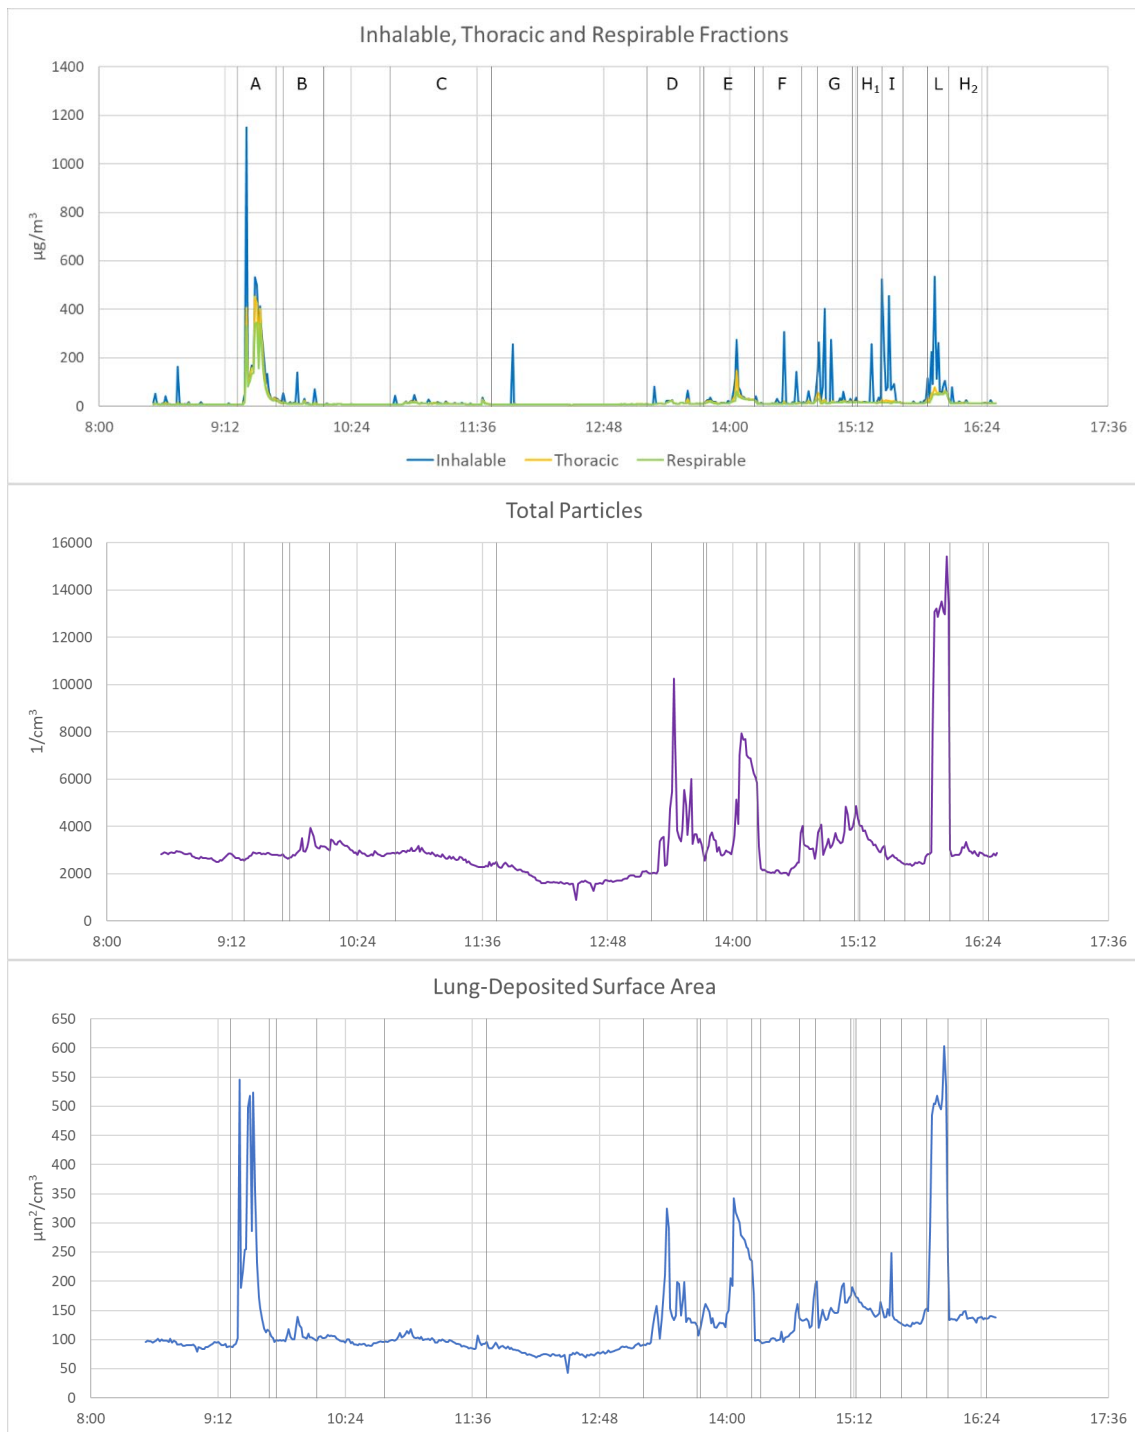 Inhalable, Thoracic and Respirable Fractions
1400
A B C D E F G H₁ I L H₂
1200
1000
800
600
400
200
0
µg/m³
8:00 9:12 10:24 11:36 12:48 14:00 15:12 16:24 17:36
Inhalable Thoracic Respirable
Total Particles
16000
14000
12000
10000
8000
6000
4000
2000
0
1/cm³
8:00 9:12 10:24 11:36 12:48 14:00 15:12 16:24 17:36
Lung-Deposited Surface Area
650
600
550
500
450
400
350
300
250
200
150
100
50
0
µm²/cm³
8:00 9:12 10:24 11:36 12:48 14:00 15:12 16:24 17:36